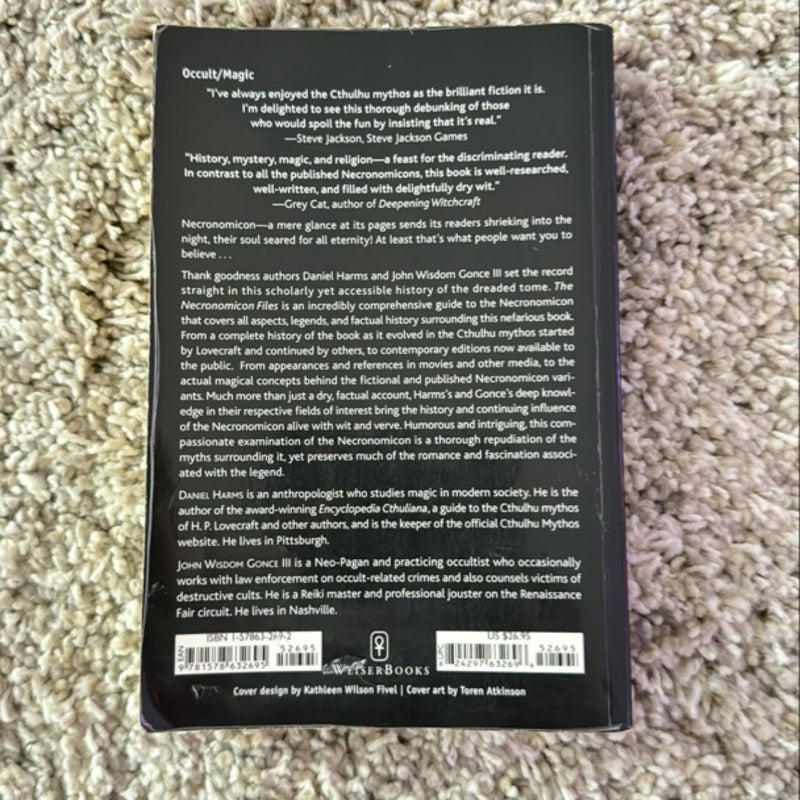 Occult/Magic
"I've always enjoyed the Cthulhu mythos as the brilliant fiction it is.
I'm delighted to see this thorough debunking of those
who would spoil the fun by insisting that it's real."
—Steve Jackson, Steve Jackson Games
"History, mystery, magic, and religion—a feast for the discriminating reader.
In contrast to all the published Necronomicons, this book is well-researched,
well-written, and filled with delightfully dry wit."
—Grey Cat, author of Deepening Witchcraft
Necronomicon—a mere glance at its pages sends its readers shrieking into the
night, their soul seared for all eternity! At least that's what people want you to
believe . . .
Thank goodness authors Daniel Harms and John Wisdom Gonce III set the record
straight in this scholarly yet accessible history of the dreaded tome. The
Necronomicon Files is an incredibly comprehensive guide to the Necronomicon
that covers all aspects, legends, and factual history surrounding this nefarious book.
From a complete history of the book as it evolved in the Cthulhu mythos started
by Lovecraft and continued by others, to contemporary editions now available to
the public. From appearances and references in movies and other media, to the
actual magical concepts behind the fictional and published Necronomicon vari-
ants. Much more than just a dry, factual account, Harms's and Gonce's deep knowl-
edge in their respective fields of interest bring the history and continuing influence
of the Necronomicon alive with wit and verve. Humorous and intriguing, this com-
passionate examination of the Necronomicon is a thorough repudiation of the
myths surrounding it, yet preserves much of the romance and fascination associ-
ated with the legend.
DANIEL HARMS is an anthropologist who studies magic in modern society. He is the
author of the award-winning Encyclopedia Cthuliana, a guide to the Cthulhu mythos
of H. P. Lovecraft and other authors, and is the keeper of the official Cthulhu Mythos
website. He lives in Pittsburgh.
JOHN WISDOM GONCE III is a Neo-Pagan and practicing occultist who occasionally
works with law enforcement on occult-related crimes and also counsels victims of
destructive cults. He is a Reiki master and professional jouster on the Renaissance
Fair circuit. He lives in Nashville.
ISBN 1-57863-269-2
52695
EAN
9 781578 632695
WEISERBOOKS
US $26.95
52695
UPC
0 24297 63269 6
Cover design by Kathleen Wilson Fivel | Cover art by Toren Atkinson